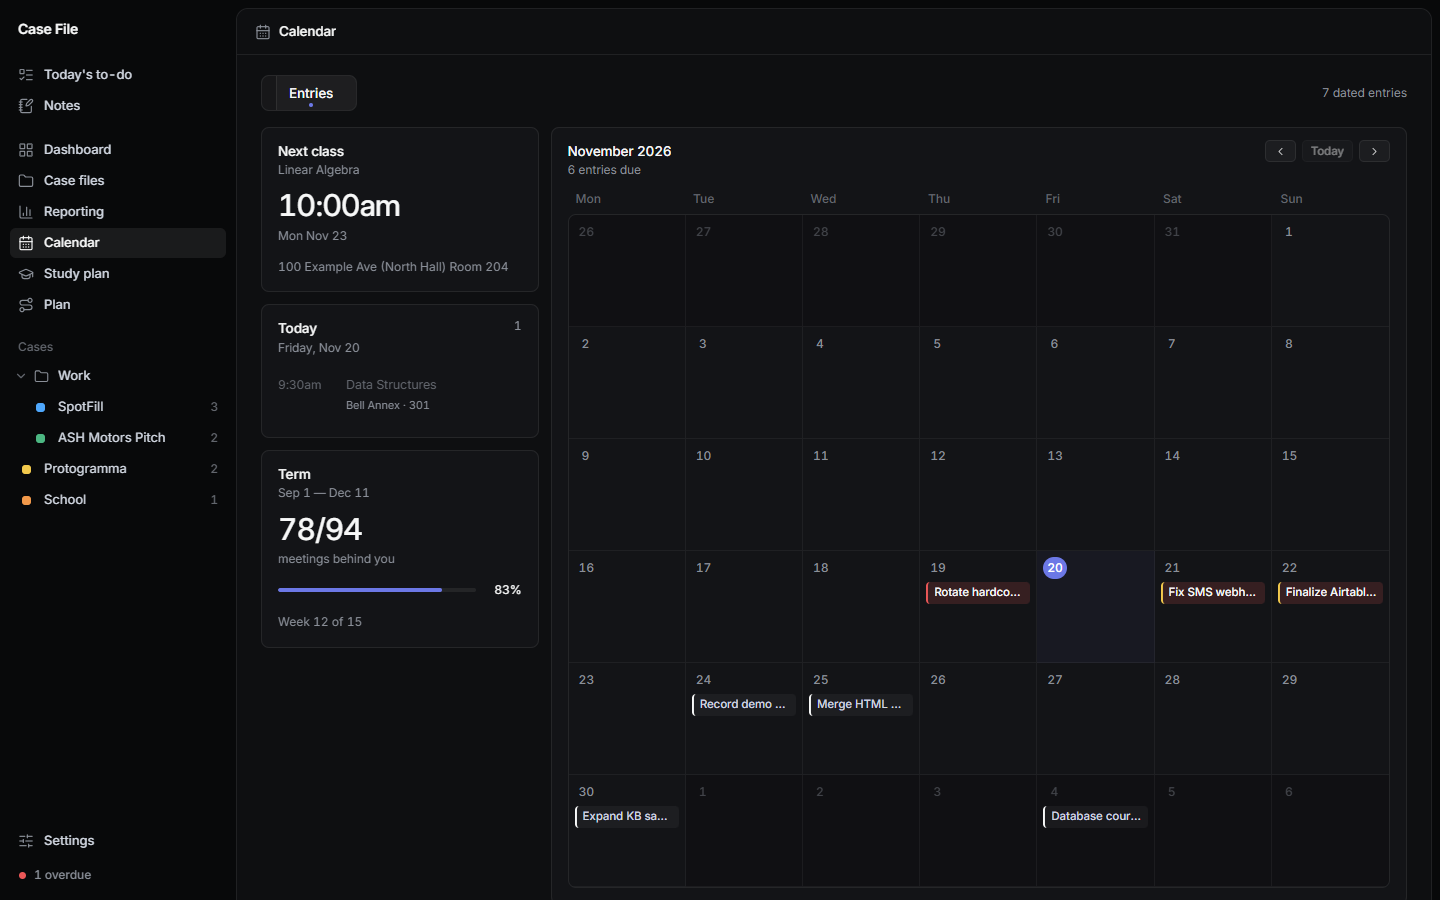 Case File
Today's to-do
Notes
Dashboard
Case files
Reporting
Calendar
Study plan
Plan
Cases
Work
SpotFill 3
ASH Motors Pitch 2
Protogramma 2
School 1
Settings
1 overdue
Calendar
Entries
7 dated entries
Next class
Linear Algebra
10:00am
Mon Nov 23
100 Example Ave (North Hall) Room 204
Today 1
Friday, Nov 20
9:30am Data Structures
Bell Annex · 301
Term
Sep 1 — Dec 11
78/94
meetings behind you
83%
Week 12 of 15
November 2026
6 entries due
Today
Mon Tue Wed Thu Fri Sat Sun
26 27 28 29 30 31 1
2 3 4 5 6 7 8
9 10 11 12 13 14 15
16 17 18 19 20 21 22
Rotate hardco... Fix SMS webh... Finalize Airtabl...
23 24 25 26 27 28 29
Record demo ... Merge HTML ...
30 1 2 3 4 5 6
Expand KB sa... Database cour...